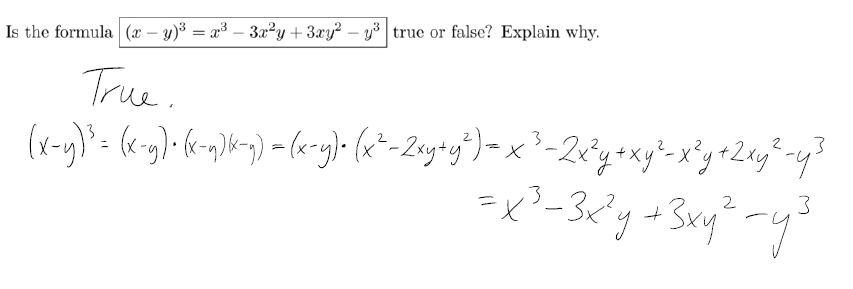 Is the formula (x − y)³ = x³ − 3x²y + 3xy² − y³ true or false? Explain why.
True.
(x-y)³ = (x-y)·(x-y)(x-y) = (x-y)·(x²-2xy+y²) = x³-2x²y+xy²-x²y+2xy²-y³
= x³-3x²y+3xy²-y³